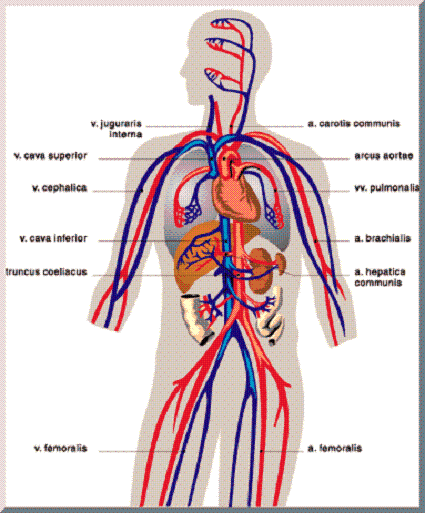 v. juguraris
interna
a. carotis communis
v. cava superior
arcus aortae
v. cephalica
vv. pulmonalis
v. cava inferior
a. brachialis
truncus coeliacus
a. hepatica
communis
v. femoralis
a. femoralis